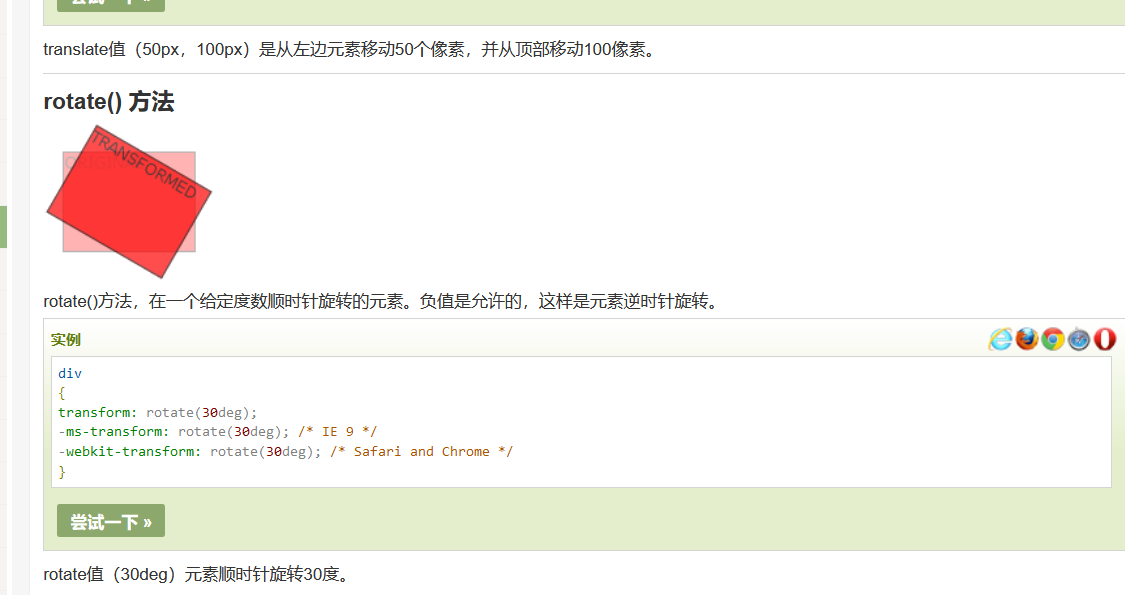 尝试一下 »
translate值（50px，100px）是从左边元素移动50个像素，并从顶部移动100像素。
rotate() 方法
TRANSFORMED
rotate()方法，在一个给定度数顺时针旋转的元素。负值是允许的，这样是元素逆时针旋转。
实例
div
{
transform: rotate(30deg);
-ms-transform: rotate(30deg); /* IE 9 */
-webkit-transform: rotate(30deg); /* Safari and Chrome */
}
尝试一下 »
rotate值（30deg）元素顺时针旋转30度。